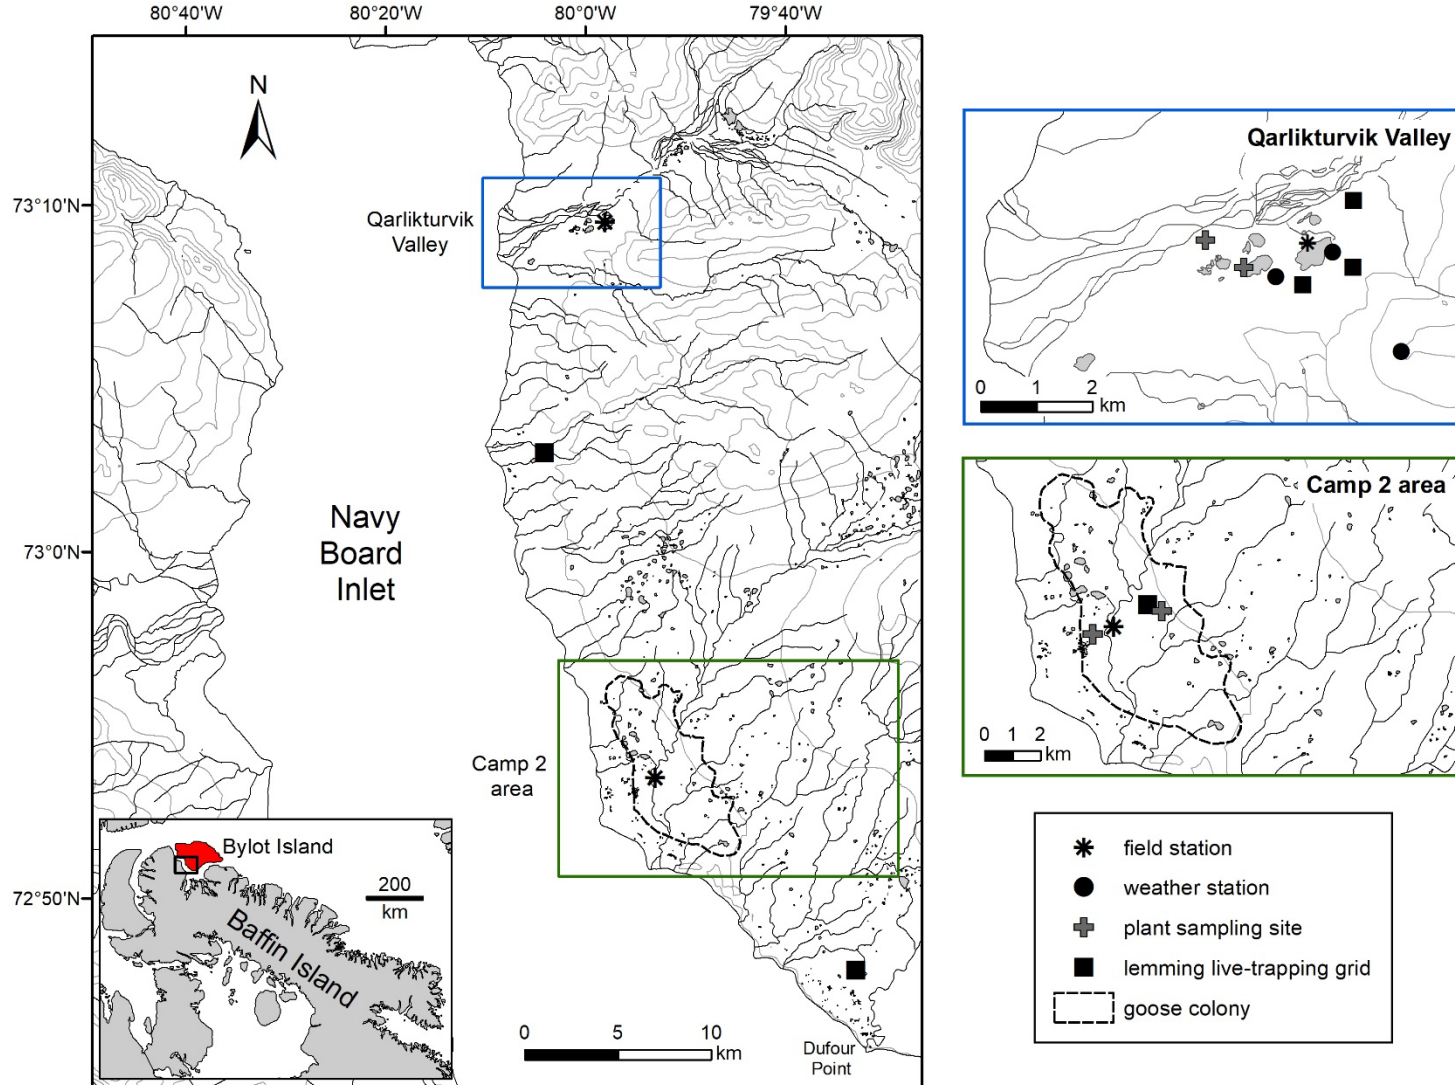 80°40'W
80°20'W
80°0'W
79°40'W
N
73°10'N
73°0'N
72°50'N
Qarlikturvik
Valley
Navy
Board
Inlet
Camp 2
area
Bylot Island
200
km
Baffin Island
0 5 10
km
Dufour
Point
Qarlikturvik Valley
0 1 2
km
Camp 2 area
0 1 2
km
field station
weather station
plant sampling site
lemming live-trapping grid
goose colony